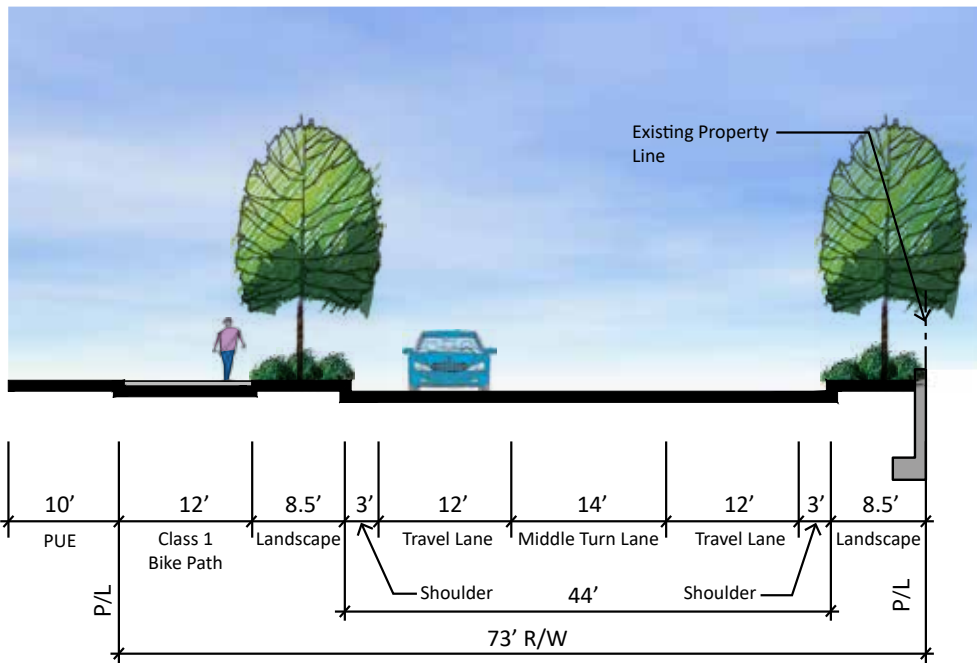 Existing Property
Line
10’
12’
8.5’
3’
12’
14’
12’
3’
8.5’
PUE
Class 1
Bike Path
Landscape
Travel Lane
Middle Turn Lane
Travel Lane
Landscape
P/L
Shoulder
44’
Shoulder
P/L
73’ R/W